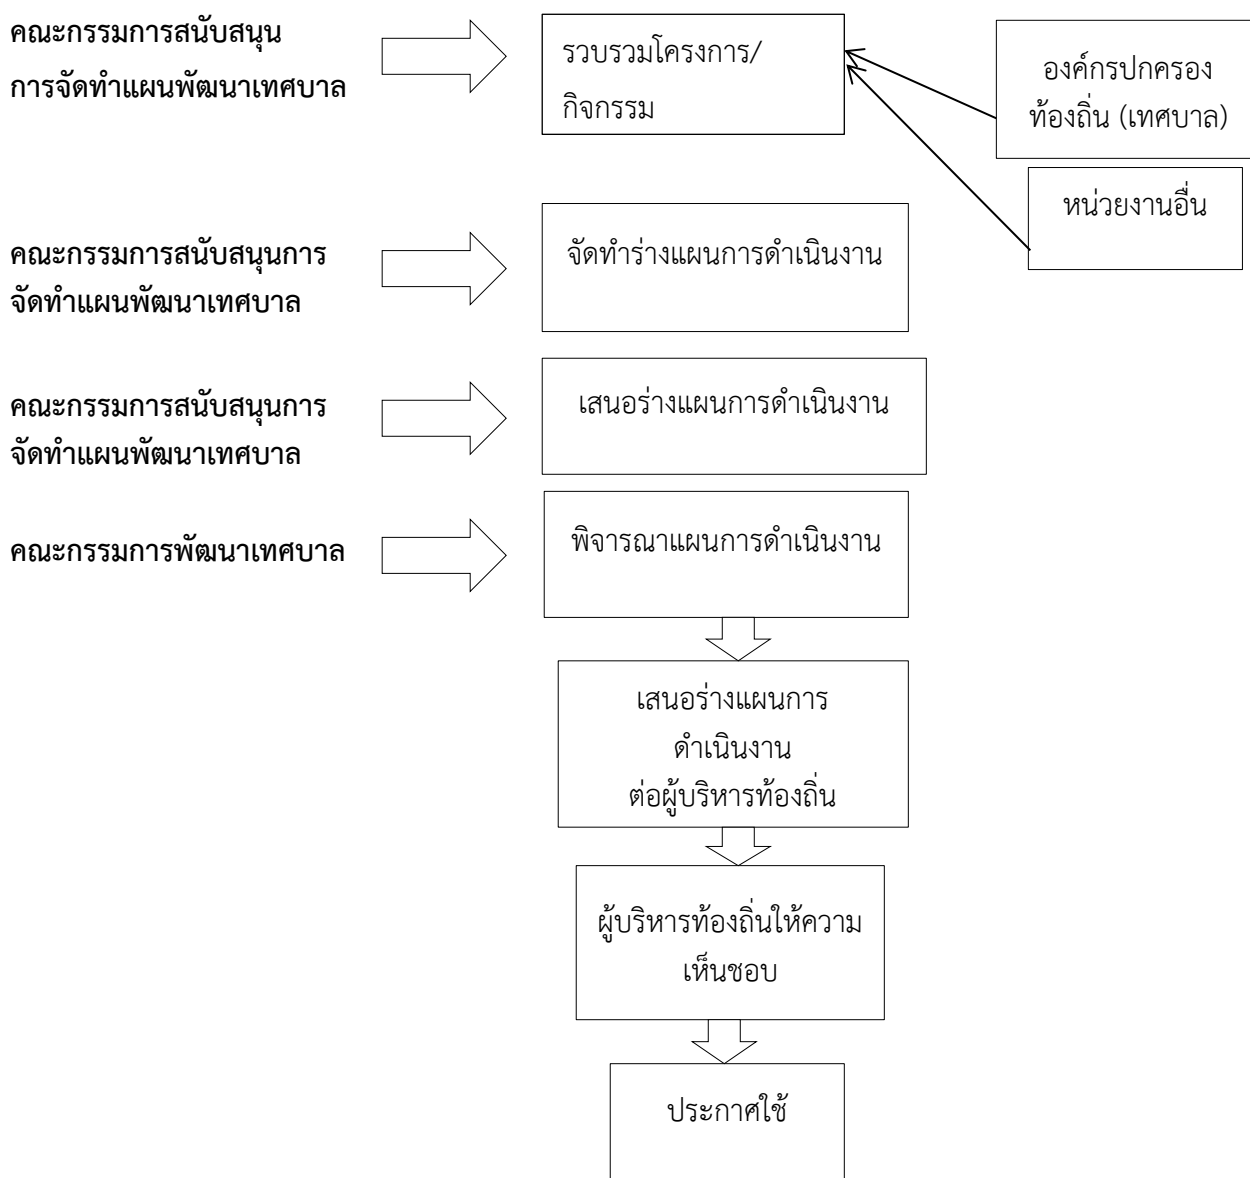 คณะกรรมการสนับสนุน
การจัดทำแผนพัฒนาเทศบาล
รวบรวมโครงการ/
กิจกรรม
องค์กรปกครอง
ท้องถิ่น (เทศบาล)
หน่วยงานอื่น
คณะกรรมการสนับสนุนการ
จัดทำแผนพัฒนาเทศบาล
จัดทำร่างแผนการดำเนินงาน
คณะกรรมการสนับสนุนการ
จัดทำแผนพัฒนาเทศบาล
เสนอร่างแผนการดำเนินงาน
คณะกรรมการพัฒนาเทศบาล
พิจารณาแผนการดำเนินงาน
เสนอร่างแผนการ
ดำเนินงาน
ต่อผู้บริหารท้องถิ่น
ผู้บริหารท้องถิ่นให้ความ
เห็นชอบ
ประกาศใช้